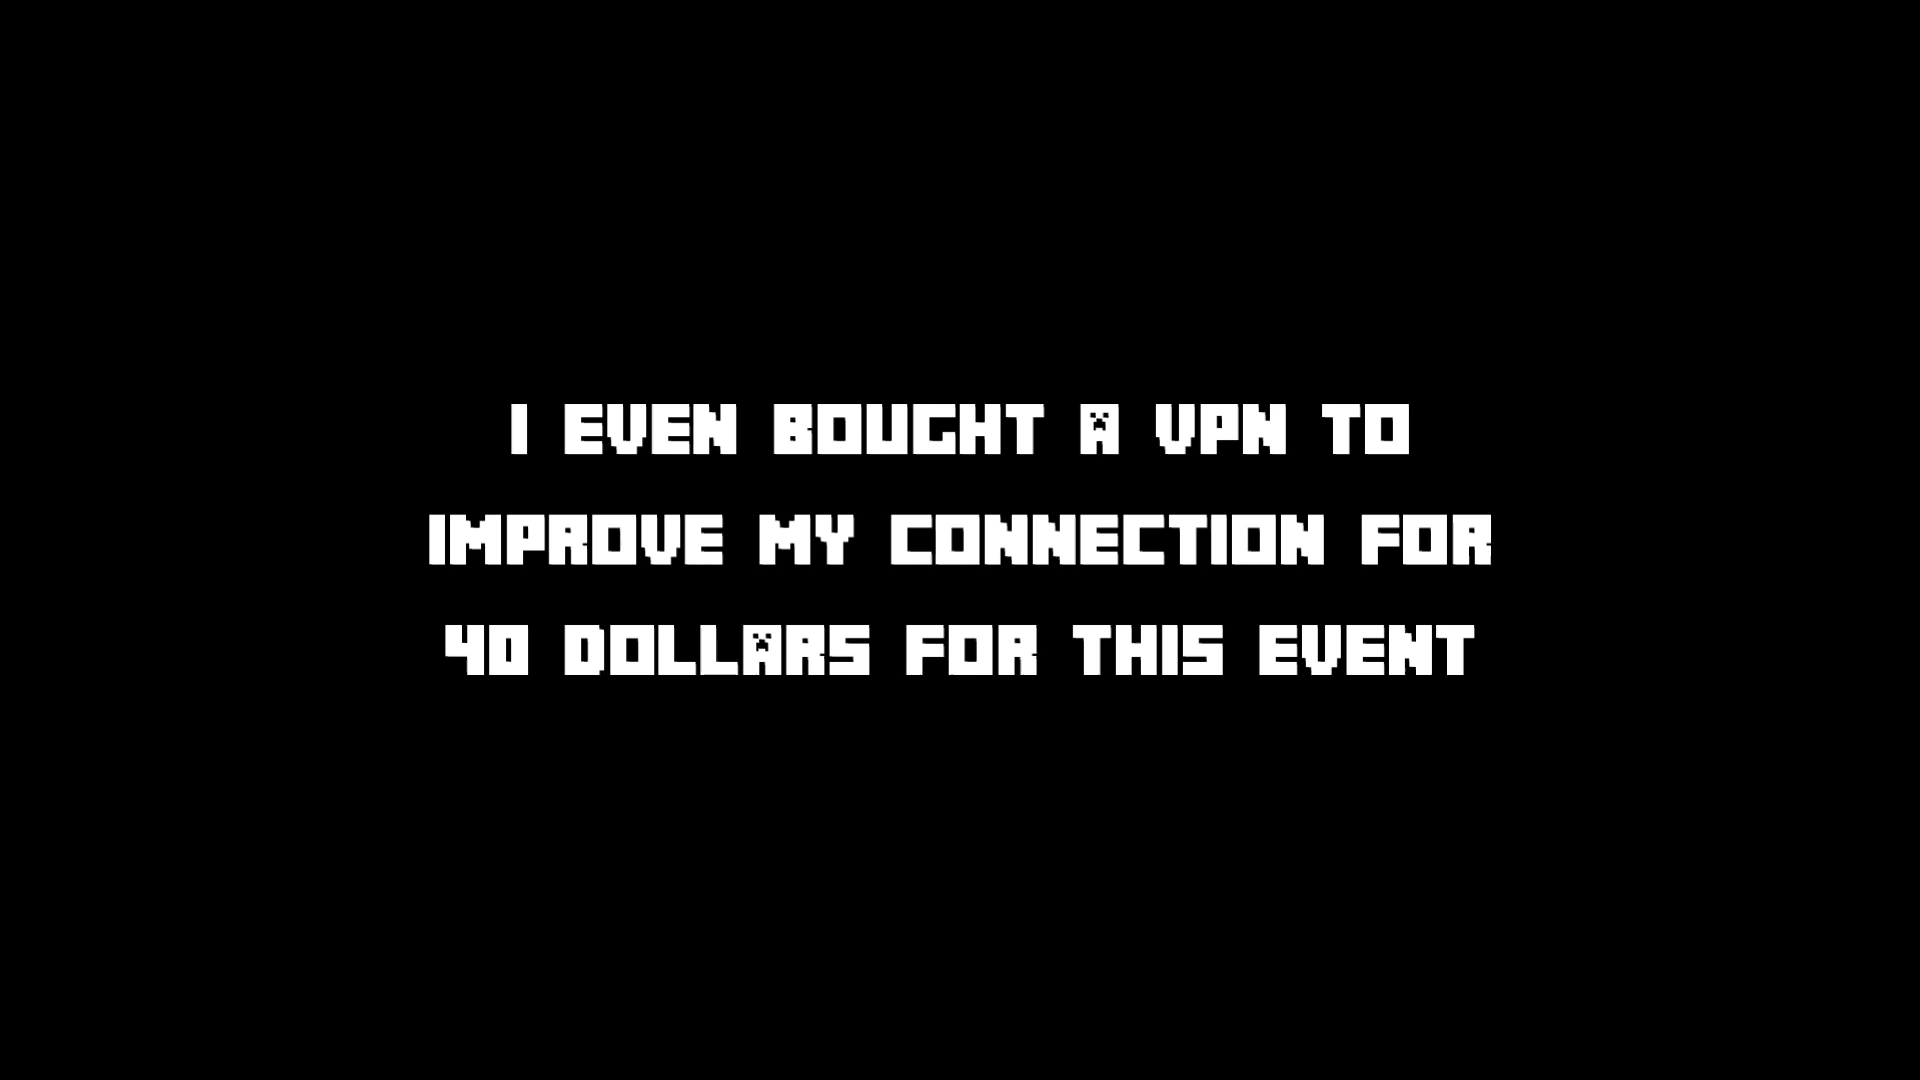 I EVEN BOUGHT A VPN TO
IMPROVE MY CONNECTION FOR
40 DOLLARS FOR THIS EVENT